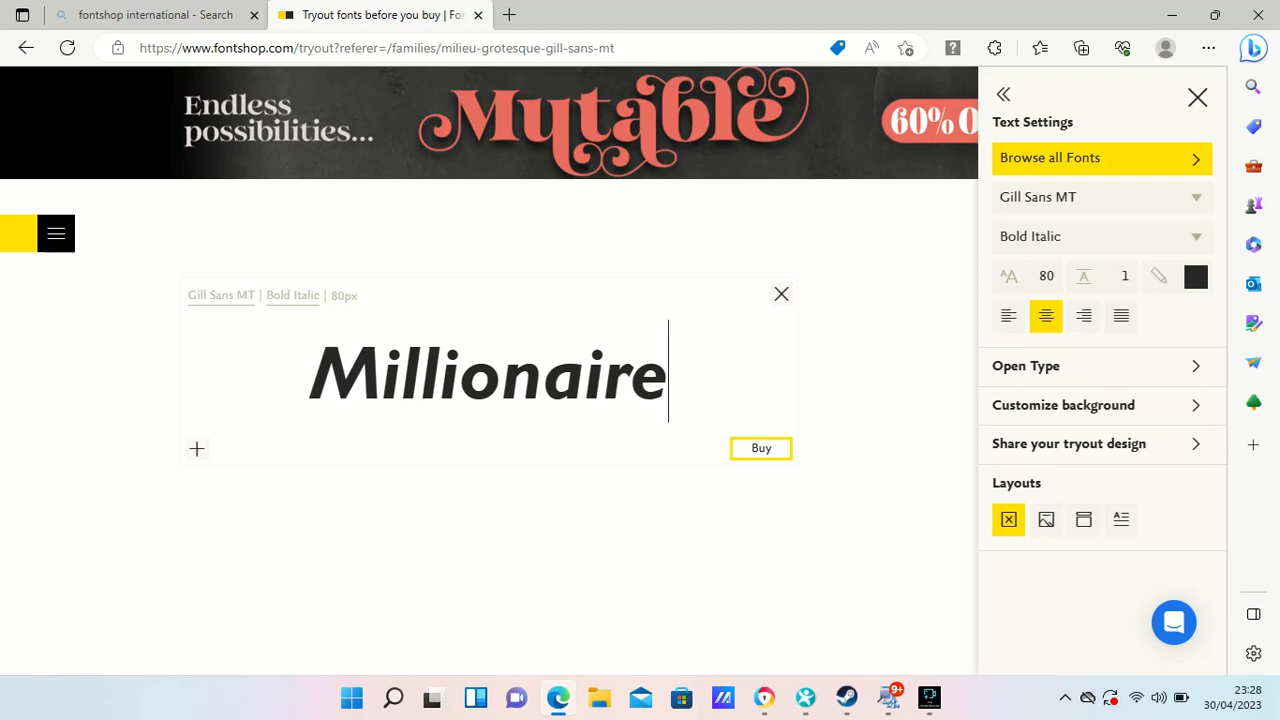 fontshop international - Search
Tryout fonts before you buy | Fon
https://www.fontshop.com/tryout?referer=/families/milieu-grotesque-gill-sans-mt
Endless
possibilities...
Mutable
60% O
Text Settings
Browse all Fonts
Gill Sans MT
Bold Italic
80
1
Gill Sans MT | Bold Italic | 80px
Millionaire
Buy
Open Type
Customize background
Share your tryout design
Layouts
9+
23:28
30/04/2023